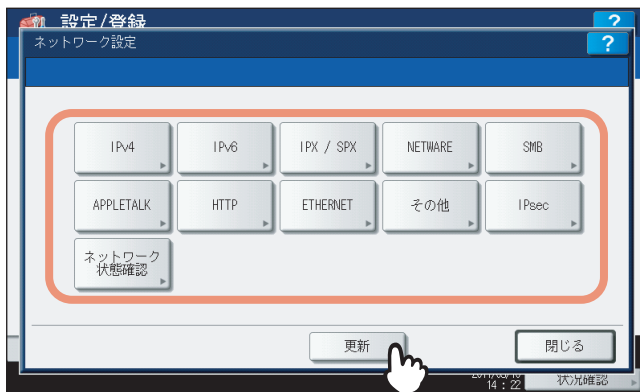 設定/登録
?
ネットワーク設定
?
IPv4
IPv6
IPX / SPX
NETWARE
SMB
APPLETALK
HTTP
ETHERNET
その他
IPsec
ネットワーク
状態確認
更新
閉じる
14 : 22
状況確認